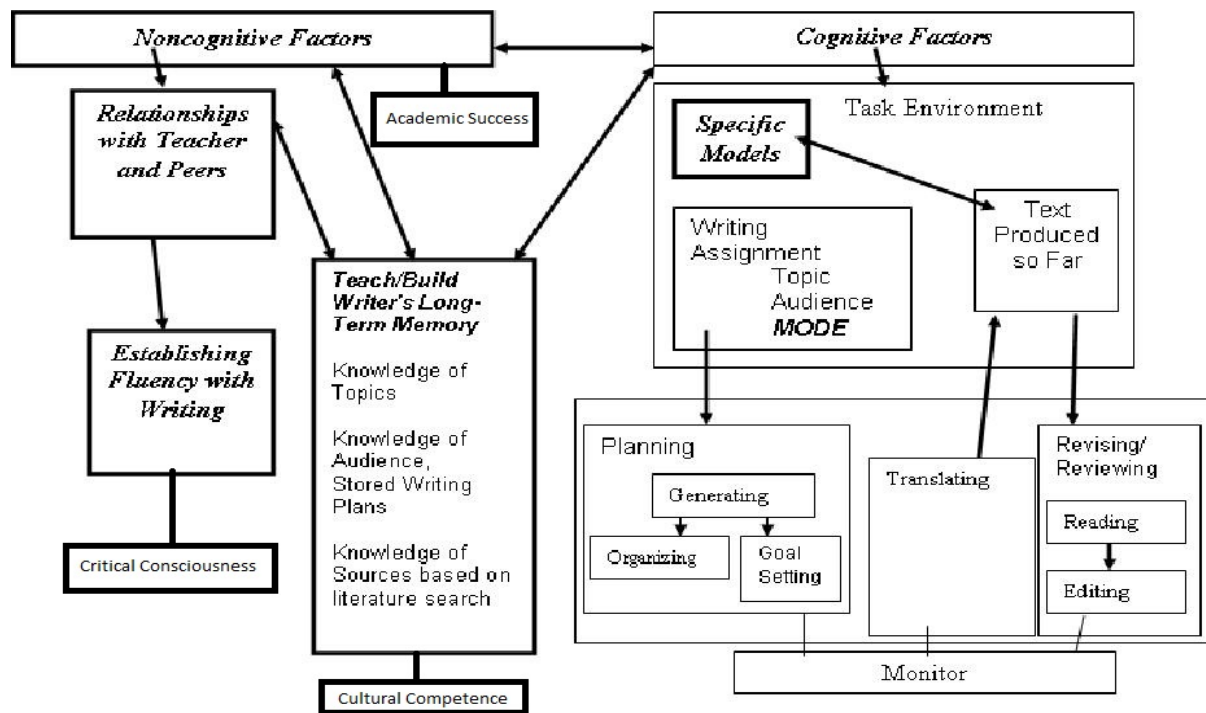 Noncognitive Factors
Cognitive Factors
Relationships
with Teacher
and Peers
Academic Success
Task Environment
Specific
Models
Text
Produced
so Far
Writing
Assignment
Topic
Audience
MODE
Teach/Build
Writer's Long-
Term Memory
Knowledge of
Topics
Knowledge of
Audience,
Stored Writing
Plans
Knowledge of
Sources based on
literature search
Establishing
Fluency with
Writing
Critical Consciousness
Cultural Competence
Planning
Generating
Organizing
Goal
Setting
Translating
Revising/
Reviewing
Reading
Editing
Monitor